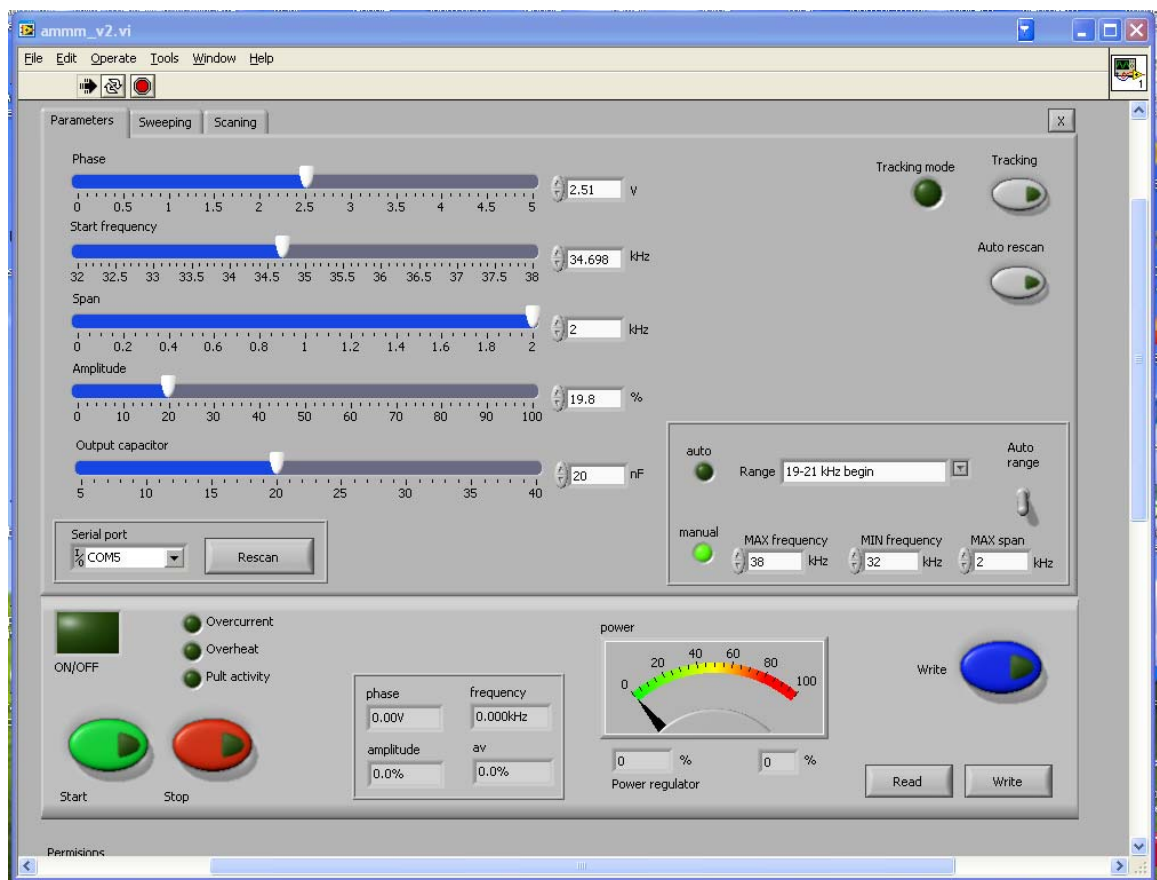 ammm_v2.vi
File Edit Operate Tools Window Help
1
Parameters Sweeping Scaning X
Phase
2.51 V
0 0.5 1 1.5 2 2.5 3 3.5 4 4.5 5
Tracking mode Tracking
Start frequency
34.698 kHz
32 32.5 33 33.5 34 34.5 35 35.5 36 36.5 37 37.5 38
Auto rescan
Span
2 kHz
0 0.2 0.4 0.6 0.8 1 1.2 1.4 1.6 1.8 2
Amplitude
19.8 %
0 10 20 30 40 50 60 70 80 90 100
Output capacitor
20 nF
5 10 15 20 25 30 35 40
auto Range 19-21 kHz begin Auto range
manual MAX frequency MIN frequency MAX span
38 kHz 32 kHz 2 kHz
Serial port
I/O COM5 Rescan
ON/OFF
Overcurrent
Overheat
Pult activity
Start Stop
phase frequency
0.00V 0.000kHz
amplitude av
0.0% 0.0%
power
0 20 40 60 80 100
0 % 0 %
Power regulator
Write
Read Write
Permisions